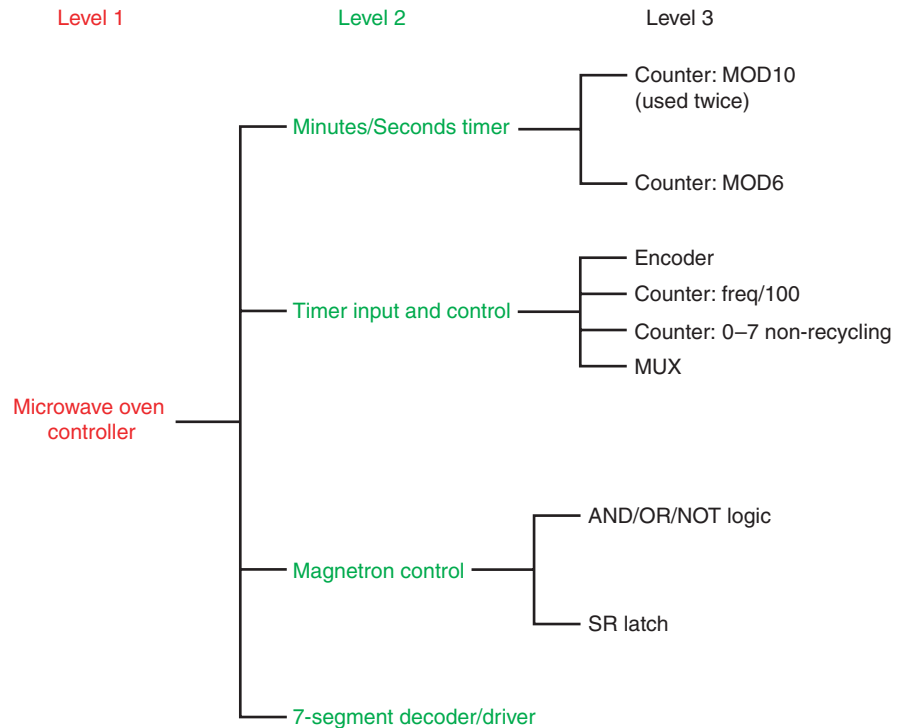 Level 1
Level 2
Level 3
Counter: MOD10
(used twice)
Minutes/Seconds timer
Counter: MOD6
Encoder
Counter: freq/100
Timer input and control
Counter: 0–7 non-recycling
MUX
Microwave oven
controller
AND/OR/NOT logic
Magnetron control
SR latch
7-segment decoder/driver